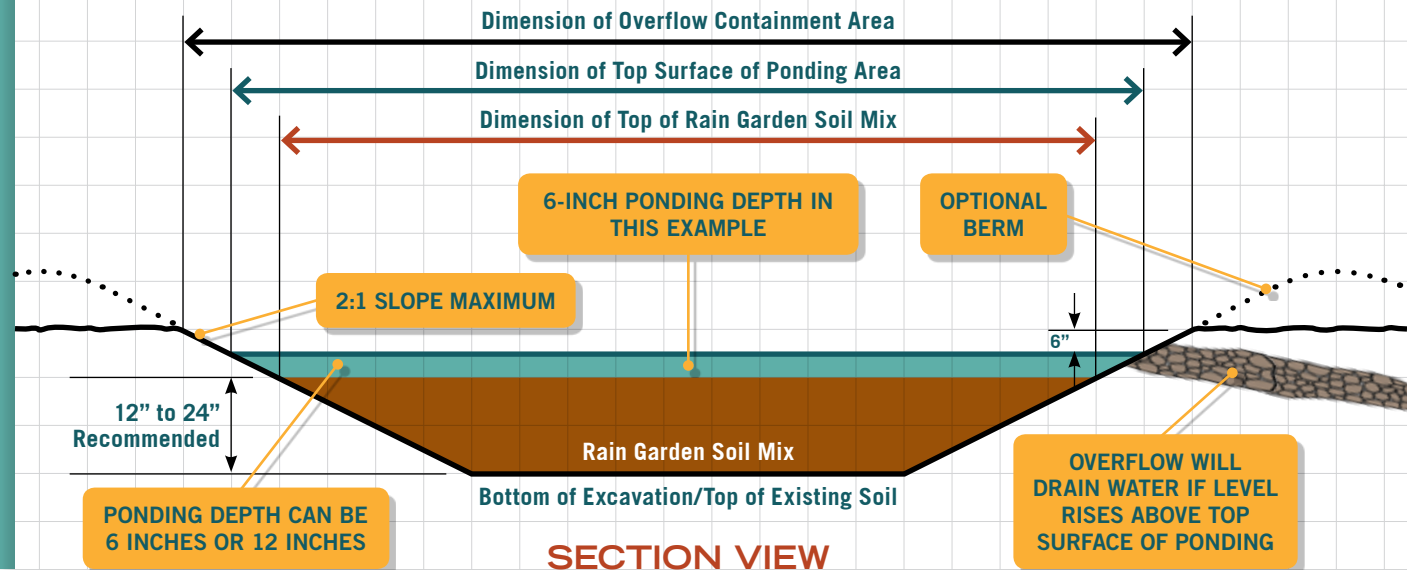 Dimension of Overflow Containment Area
Dimension of Top Surface of Ponding Area
Dimension of Top of Rain Garden Soil Mix
6-INCH PONDING DEPTH IN
THIS EXAMPLE
OPTIONAL
BERM
2:1 SLOPE MAXIMUM
6”
12” to 24”
Recommended
Rain Garden Soil Mix
Bottom of Excavation/Top of Existing Soil
PONDING DEPTH CAN BE
6 INCHES OR 12 INCHES
OVERFLOW WILL
DRAIN WATER IF LEVEL
RISES ABOVE TOP
SURFACE OF PONDING
SECTION VIEW